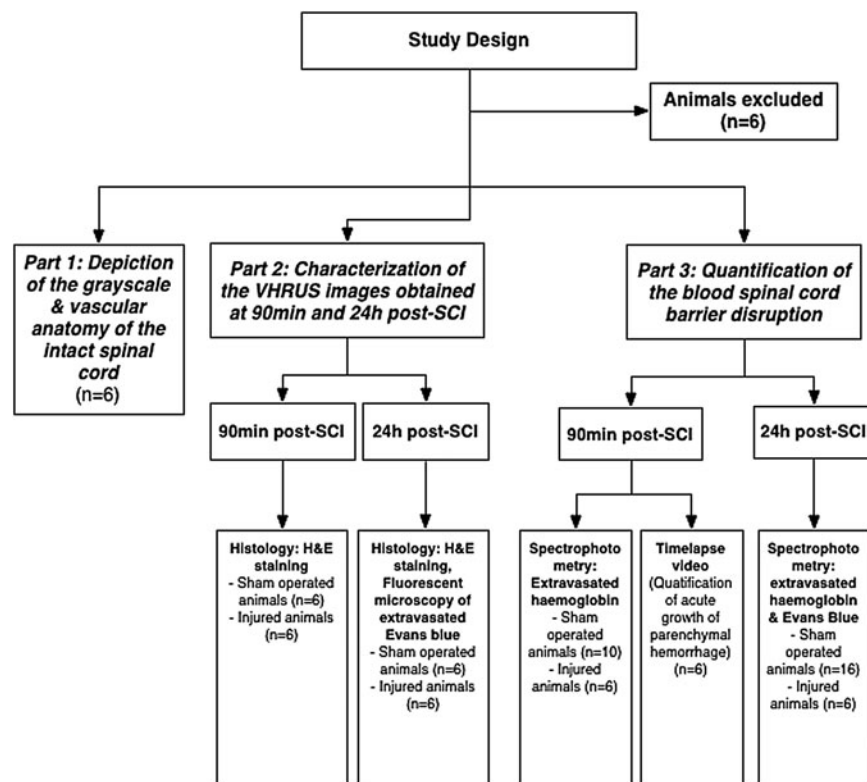 Study Design
Animals excluded
(n=6)
Part 1: Depiction
of the grayscale
& vascular
anatomy of the
intact spinal
cord
(n=6)
Part 2: Characterization of
the VHRUS images obtained
at 90min and 24h post-SCI
Part 3: Quantification of
the blood spinal cord
barrier disruption
90min post-SCI
24h post-SCI
90min post-SCI
24h post-SCI
Histology: H&E
staining
- Sham operated
animals (n=6)
- Injured animals
(n=6)
Histology: H&E
staining,
Fluorescent
microscopy of
extravasated
Evans blue
- Sham operated
animals (n=6)
- Injured animals
(n=6)
Spectrophoto
metry:
Extravasated
haemoglobin
- Sham
operated
animals (n=10)
- Injured
animals (n=6)
Timelapse
video
(Quatification
of acute
growth of
parenchymal
hemorrhage)
(n=6)
Spectrophoto
metry:
extravasated
haemoglobin
& Evans Blue
- Sham
operated
animals (n=16)
- Injured
animals (n=6)